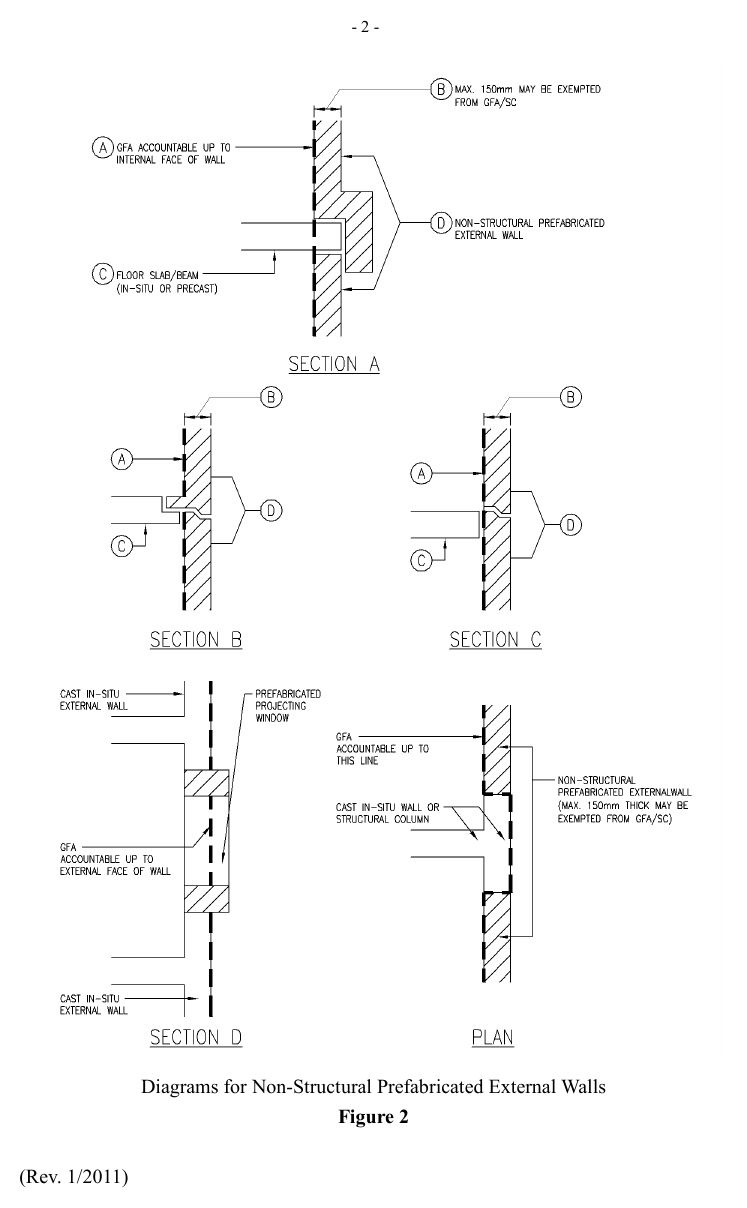 - 2 -
B MAX. 150mm MAY BE EXEMPTED
FROM GFA/SC
A GFA ACCOUNTABLE UP TO
INTERNAL FACE OF WALL
D NON-STRUCTURAL PREFABRICATED
EXTERNAL WALL
C FLOOR SLAB/BEAM
(IN-SITU OR PRECAST)
SECTION A
B
A
D
C
SECTION B
B
A
D
C
SECTION C
CAST IN-SITU
EXTERNAL WALL
PREFABRICATED
PROJECTING
WINDOW
GFA
ACCOUNTABLE UP TO
EXTERNAL FACE OF WALL
CAST IN-SITU
EXTERNAL WALL
SECTION D
GFA
ACCOUNTABLE UP TO
THIS LINE
CAST IN-SITU WALL OR
STRUCTURAL COLUMN
NON-STRUCTURAL
PREFABRICATED EXTERNALWALL
(MAX. 150mm THICK MAY BE
EXEMPTED FROM GFA/SC)
PLAN
Diagrams for Non-Structural Prefabricated External Walls
Figure 2
(Rev. 1/2011)